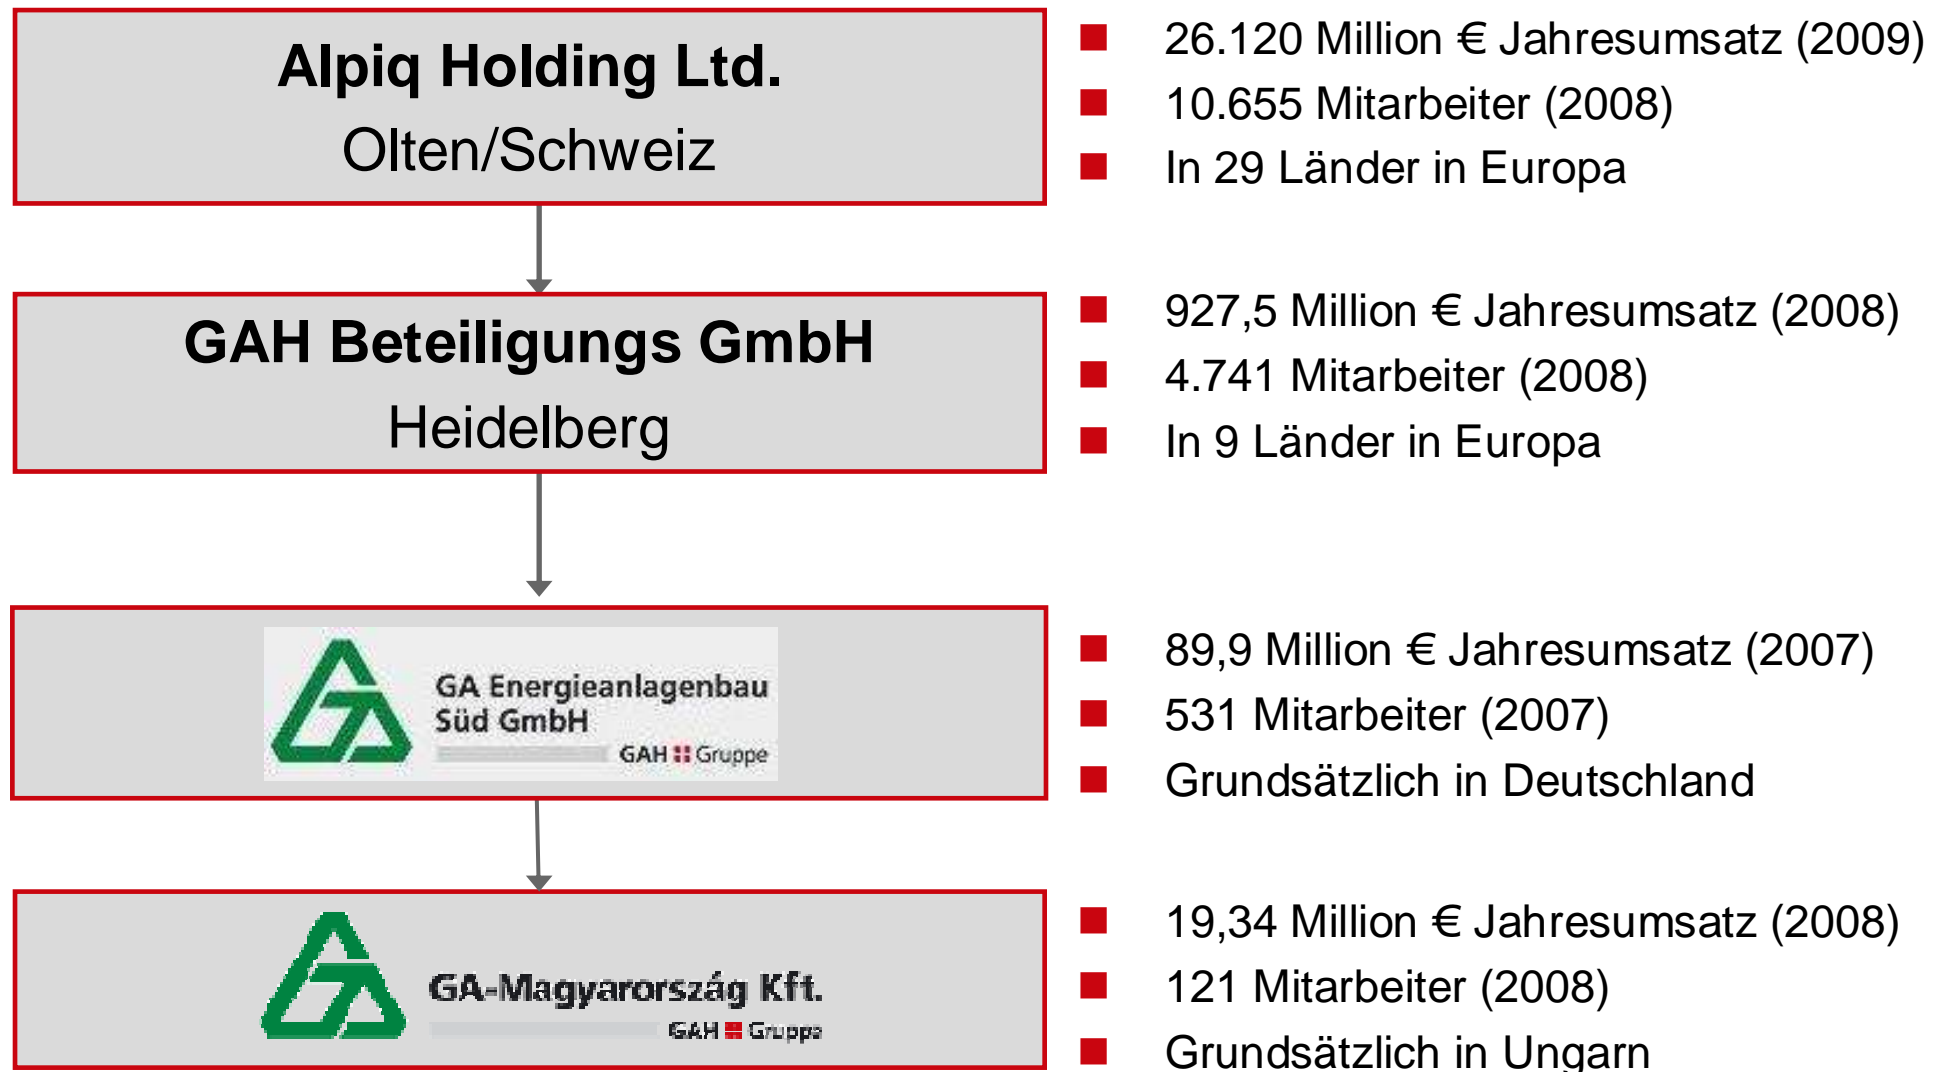 Alpiq Holding Ltd.
Olten/Schweiz
26.120 Million € Jahresumsatz (2009)
10.655 Mitarbeiter (2008)
In 29 Länder in Europa
GAH Beteiligungs GmbH
Heidelberg
927,5 Million € Jahresumsatz (2008)
4.741 Mitarbeiter (2008)
In 9 Länder in Europa
GA Energieanlagenbau
Süd GmbH
GAH Gruppe
89,9 Million € Jahresumsatz (2007)
531 Mitarbeiter (2007)
Grundsätzlich in Deutschland
GA-Magyarország Kft.
GAH Gruppe
19,34 Million € Jahresumsatz (2008)
121 Mitarbeiter (2008)
Grundsätzlich in Ungarn